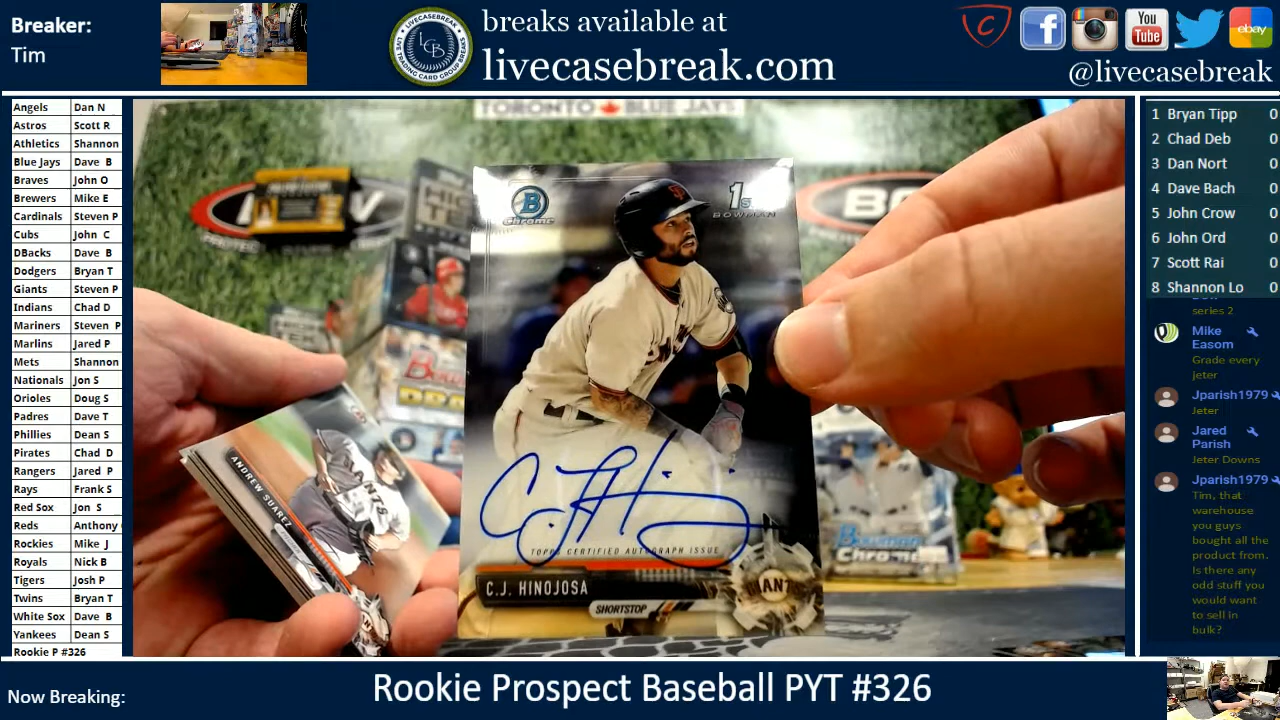 Breaker:
Tim
breaks available at
livecasebreak.com
You
Tube
ebay
@livecasebreak
Angels Dan N
Astros Scott R
Athletics Shannon
Blue Jays Dave B
Braves John O
Brewers Mike E
Cardinals Steven P
Cubs John C
DBacks Dave B
Dodgers Bryan T
Giants Steven P
Indians Chad D
Mariners Steven P
Marlins Jared P
Mets Shannon
Nationals Jon S
Orioles Doug S
Padres Dave T
Phillies Dean S
Pirates Chad D
Rangers Jared P
Rays Frank S
Red Sox Jon S
Reds Anthony
Rockies Mike J
Royals Nick B
Tigers Josh P
Twins Bryan T
White Sox Dave B
Yankees Dean S
Rookie P #326
TORONTO BLUE JAYS
B
Chrome
1st
BOWMAN
TOPPS CERTIFIED AUTOGRAPH ISSUE
C.J. HINOJOSA
SHORTSTOP
GIANTS
ANDREW SUAREZ
Bowman
Chrome
1 Bryan Tipp 0
2 Chad Deb 0
3 Dan Nort 0
4 Dave Bach 0
5 John Crow 0
6 John Ord 0
7 Scott Rai 0
8 Shannon Lo 0
series 2
Mike
Easom
Grade every
jeter
Jparish1979
Jeter
Jared
Parish
Jeter Downs
Jparish1979
Tim, that
warehouse
you guys
bought all the
product from.
Is there any
odd stuff you
would want
to sell in
bulk?
Now Breaking:
Rookie Prospect Baseball PYT #326